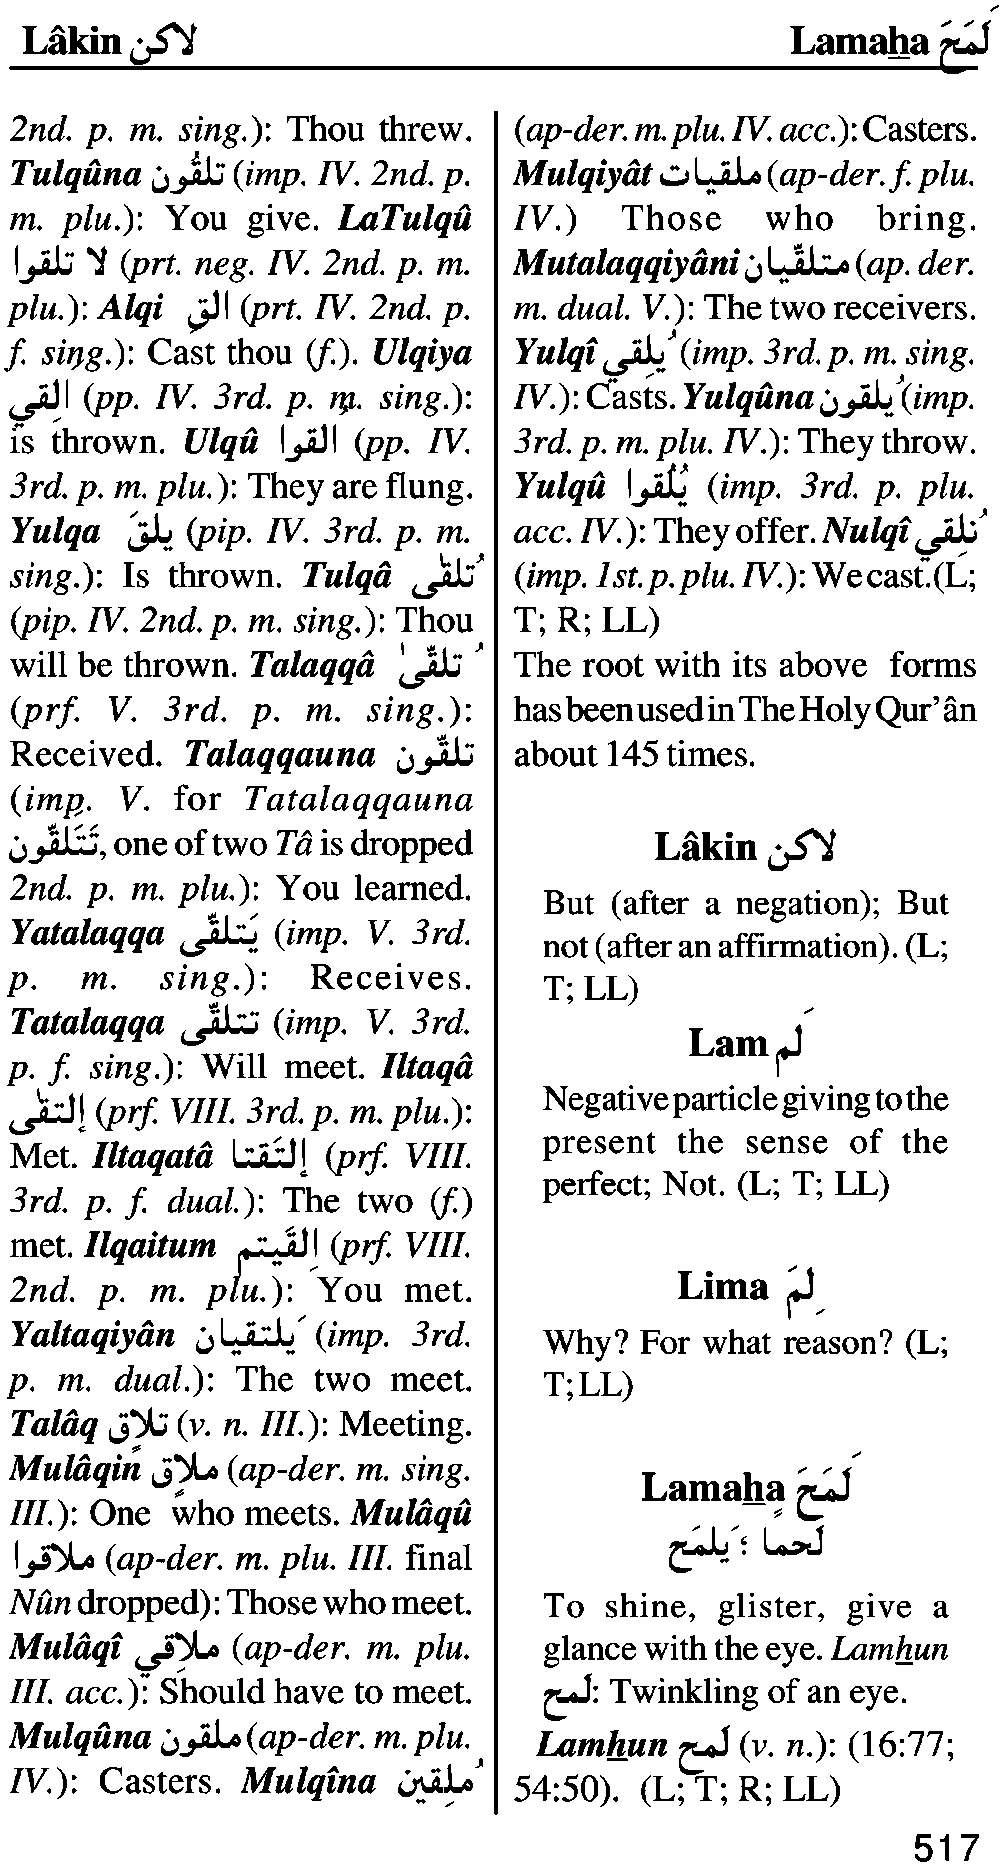 Lâkin لاكن
Lamaẖa لَمَحَ
2nd. p. m. sing.): Thou threw.
Tulqûna تلقُون (imp. IV. 2nd. p.
m. plu.): You give. LaTulqû
لا تلقوا (prt. neg. IV. 2nd. p. m.
plu.): Alqi الق (prt. IV. 2nd. p.
f. sing.): Cast thou (f.). Ulqiya
القي (pp. IV. 3rd. p. m. sing.):
is thrown. Ulqû القوا (pp. IV.
3rd. p. m. plu.): They are flung.
Yulqa يلقَ (pip. IV. 3rd. p. m.
sing.): Is thrown. Tulqâ تُلقى
(pip. IV. 2nd. p. m. sing.): Thou
will be thrown. Talaqqâ تُلقّىٰ
(prf. V. 3rd. p. m. sing.):
Received. Talaqqauna تلقّون
(imp. V. for Tatalaqqauna
تَتَلقّون, one of two Tâ is dropped
2nd. p. m. plu.): You learned.
Yatalaqqa يَتلقّى (imp. V. 3rd.
p. m. sing.): Receives.
Tatalaqqa تتلقّى (imp. V. 3rd.
p. f. sing.): Will meet. Iltaqâ
إلتقٰى (prf. VIII. 3rd. p. m. plu.):
Met. Iltaqatâ إلتَقتا (prf. VIII.
3rd. p. f. dual.): The two (f.)
met. Ilqaitum اِلقَيتم (prf. VIII.
2nd. p. m. plu.): You met.
Yaltaqiyân يَلتقيان (imp. 3rd.
p. m. dual.): The two meet.
Talâq تلاقِ (v. n. III.): Meeting.
Mulâqin ملاقٍ (ap-der. m. sing.
III.): One who meets. Mulâqû
ملاقوا (ap-der. m. plu. III. final
Nûn dropped): Those who meet.
Mulâqî ملاقِي (ap-der. m. plu.
III. acc.): Should have to meet.
Mulqûna ملقون (ap-der. m. plu.
IV.): Casters. Mulqîna مُلقِين
(ap-der. m. plu. IV. acc.): Casters.
Mulqiyât ملقيات (ap-der. f. plu.
IV.) Those who bring.
Mutalaqqiyâni متلقّيان (ap. der.
m. dual. V.): The two receivers.
Yulqî يُلِقي (imp. 3rd. p. m. sing.
IV.): Casts. Yulqûna يُلقون (imp.
3rd. p. m. plu. IV.): They throw.
Yulqû يُلْقوا (imp. 3rd. p. plu.
acc. IV.): They offer. Nulqî نُلِقي
(imp. 1st. p. plu. IV.): We cast.(L;
T; R; LL)
The root with its above forms
has been used in The Holy Qur'ân
about 145 times.
Lâkin لاكن
But (after a negation); But
not (after an affirmation). (L;
T; LL)
Lam لَم
Negative particle giving to the
present the sense of the
perfect; Not. (L; T; LL)
Lima لِمَ
Why? For what reason? (L;
T; LL)
Lamaẖa لَمَحَ
لَحماً ؛ يَلمَح
To shine, glister, give a
glance with the eye. Lamẖun
لَمح: Twinkling of an eye.
Lamẖun لَمح (v. n.): (16:77;
54:50). (L; T; R; LL)
517